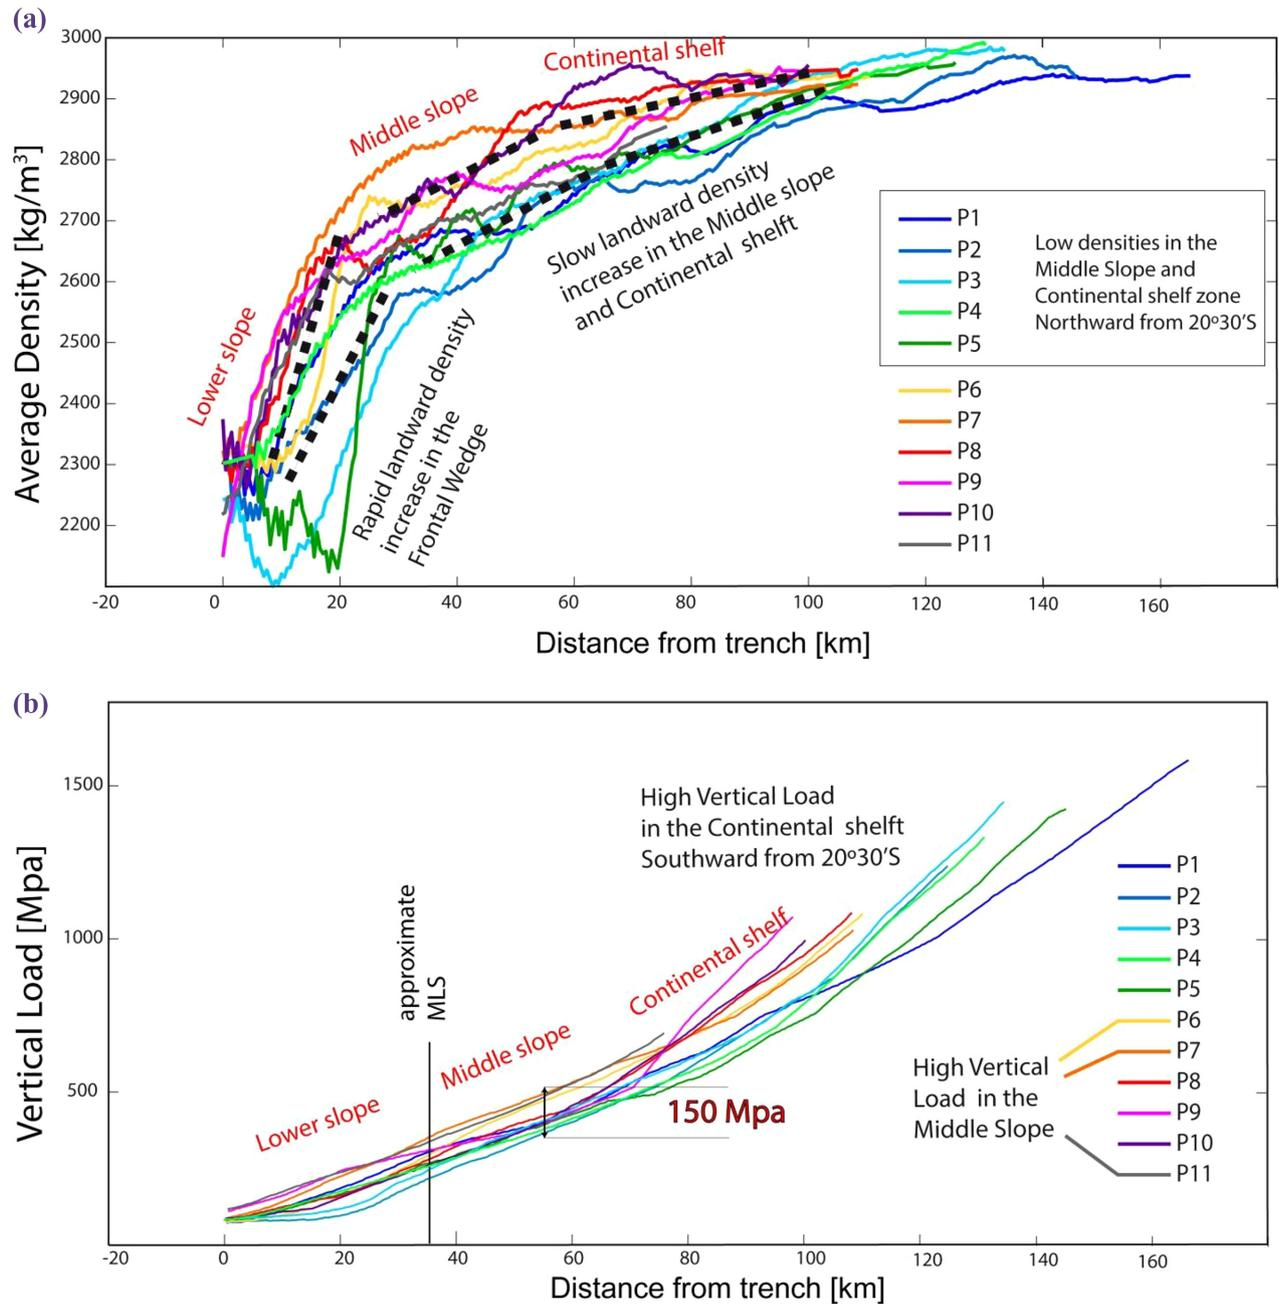 (a)
3000
2900
2800
2700
2600
2500
2400
2300
2200
-20
0
20
40
60
80
100
120
140
160
Average Density [kg/m³]
Distance from trench [km]
Lower slope
Middle slope
Continental shelf
Rapid landward density
increase in the
Frontal Wedge
Slow landward density
increase in the Middle slope
and Continental shelft
P1
P2
P3
P4
P5
Low densities in the
Middle Slope and
Continental shelf zone
Northward from 20º30'S
P6
P7
P8
P9
P10
P11
(b)
1500
1000
500
-20
0
20
40
60
80
100
120
140
160
Vertical Load [Mpa]
Distance from trench [km]
Lower slope
approximate
MLS
Middle slope
Continental shelf
150 Mpa
High Vertical Load
in the Continental shelft
Southward from 20º30'S
P1
P2
P3
P4
P5
P6
P7
P8
P9
P10
P11
High Vertical
Load in the
Middle Slope